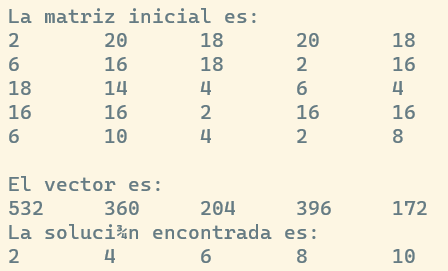 La matriz inicial es:
2 20 18 20 18
6 16 18 2 16
18 14 4 6 4
16 16 2 16 16
6 10 4 2 8
El vector es:
532 360 204 396 172
La soluci¾n encontrada es:
2 4 6 8 10